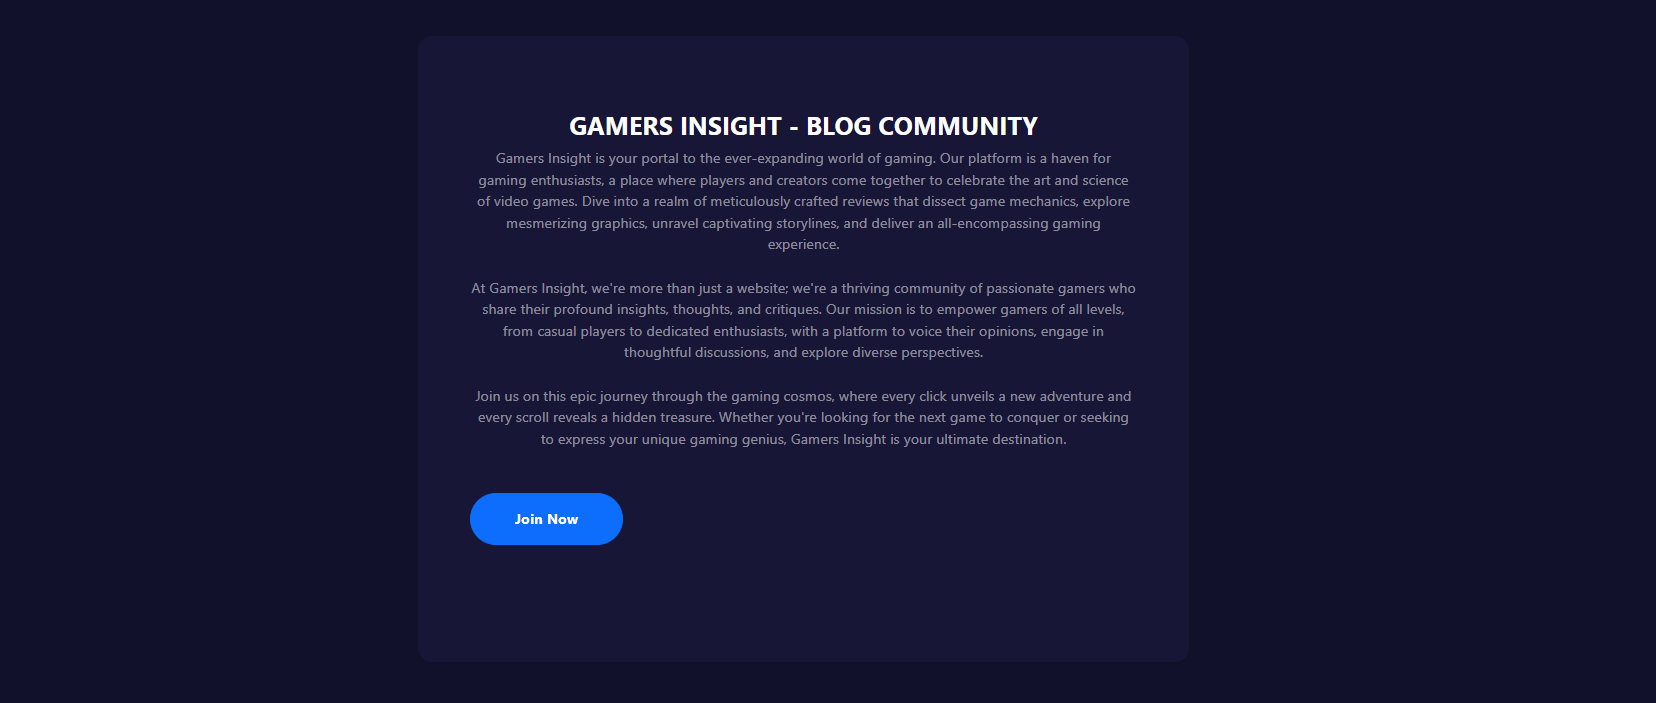 GAMERS INSIGHT - BLOG COMMUNITY
Gamers Insight is your portal to the ever-expanding world of gaming. Our platform is a haven for
gaming enthusiasts, a place where players and creators come together to celebrate the art and science
of video games. Dive into a realm of meticulously crafted reviews that dissect game mechanics, explore
mesmerizing graphics, unravel captivating storylines, and deliver an all-encompassing gaming
experience.
At Gamers Insight, we're more than just a website; we're a thriving community of passionate gamers who
share their profound insights, thoughts, and critiques. Our mission is to empower gamers of all levels,
from casual players to dedicated enthusiasts, with a platform to voice their opinions, engage in
thoughtful discussions, and explore diverse perspectives.
Join us on this epic journey through the gaming cosmos, where every click unveils a new adventure and
every scroll reveals a hidden treasure. Whether you're looking for the next game to conquer or seeking
to express your unique gaming genius, Gamers Insight is your ultimate destination.
Join Now